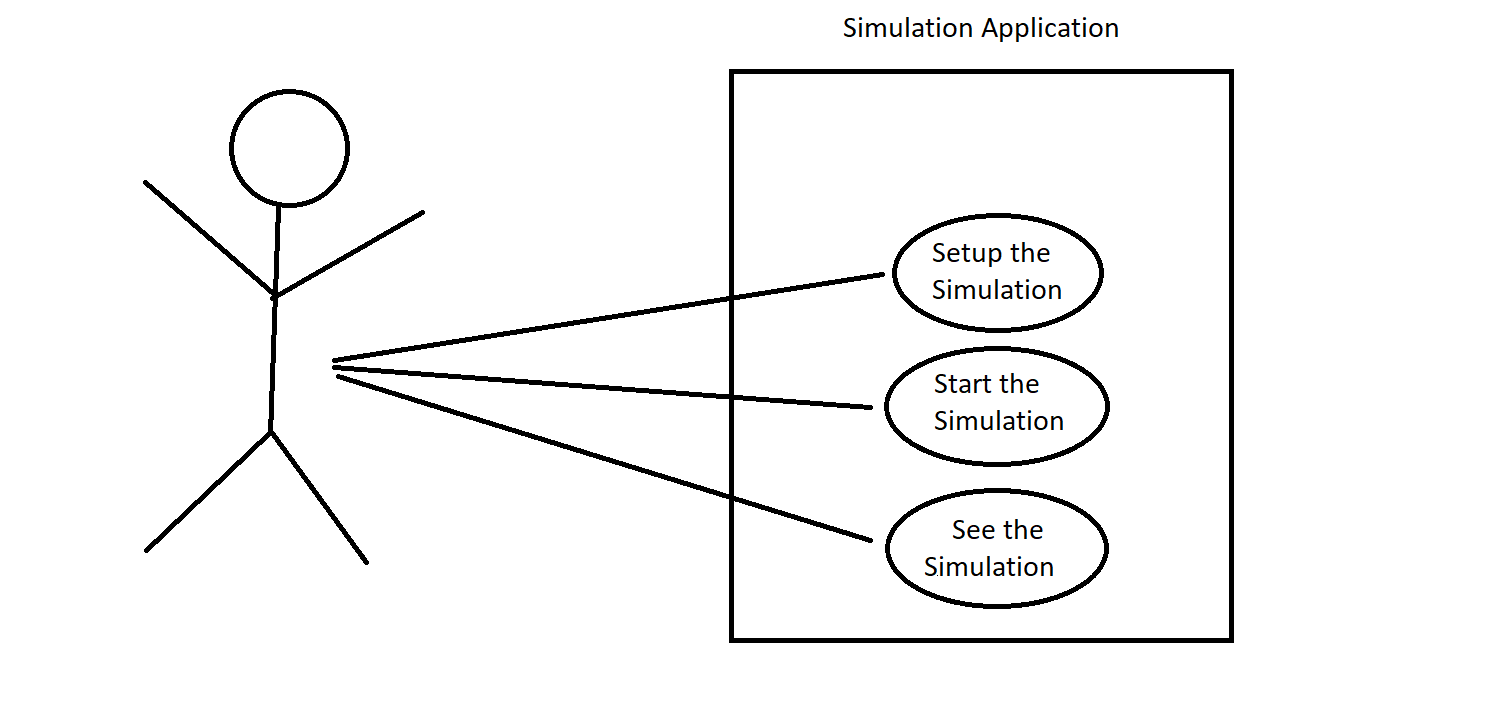 Simulation Application
Setup the
Simulation
Start the
Simulation
See the
Simulation